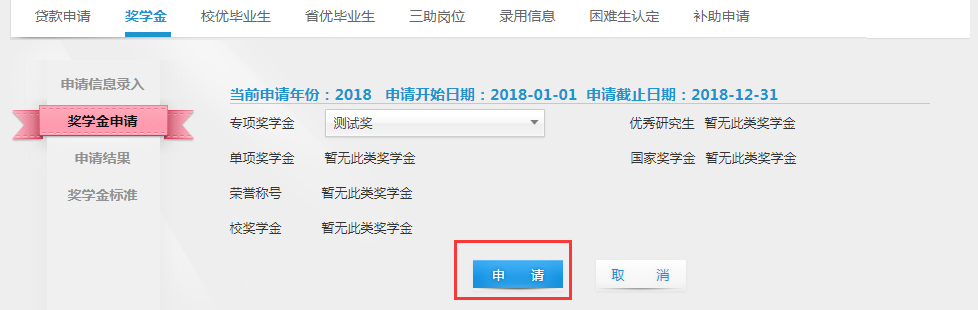 贷款申请 奖学金 校优毕业生 省优毕业生 三助岗位 录用信息 困难生认定 补助申请
申请信息录入
奖学金申请
申请结果
奖学金标准
当前申请年份：2018 申请开始日期：2018-01-01 申请截止日期：2018-12-31
专项奖学金 测试奖 优秀研究生 暂无此类奖学金
单项奖学金 暂无此类奖学金 国家奖学金 暂无此类奖学金
荣誉称号 暂无此类奖学金
校奖学金 暂无此类奖学金
申 请 取 消